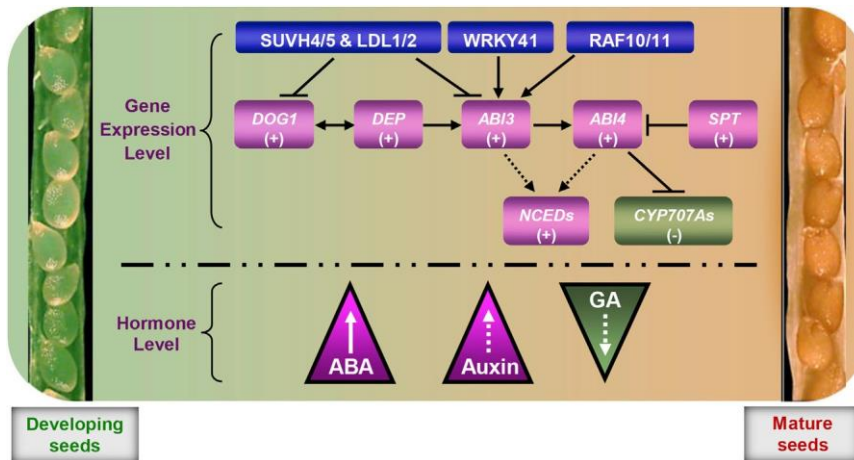 SUVH4/5 & LDL1/2
WRKY41
RAF10/11
Gene
Expression
Level
DOG1
(+)
DEP
(+)
ABI3
(+)
ABI4
(+)
SPT
(+)
NCEDs
(+)
CYP707As
(-)
Hormone
Level
ABA
Auxin
GA
Developing
seeds
Mature
seeds